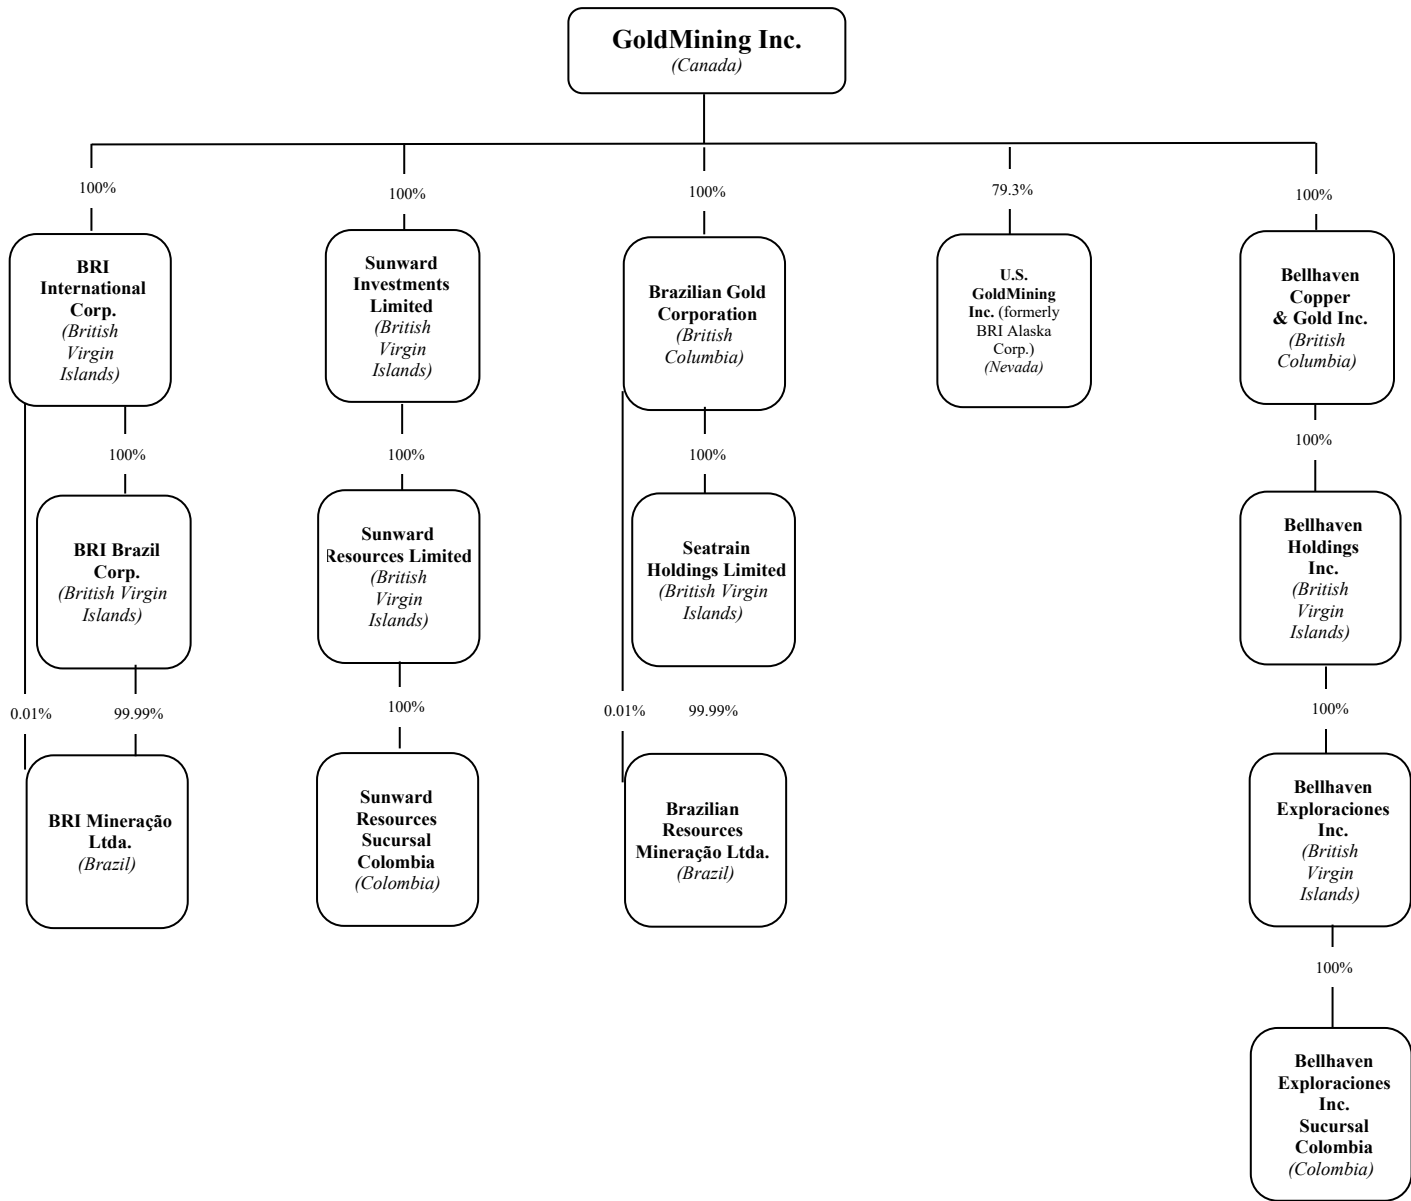 GoldMining Inc.
(Canada)
100%
100%
100%
79.3%
100%
BRI
International
Corp.
(British
Virgin
Islands)
Sunward
Investments
Limited
(British
Virgin
Islands)
Brazilian Gold
Corporation
(British
Columbia)
U.S.
GoldMining
Inc. (formerly
BRI Alaska
Corp.)
(Nevada)
Bellhaven
Copper
& Gold Inc.
(British
Columbia)
100%
100%
100%
100%
BRI Brazil
Corp.
(British Virgin
Islands)
Sunward
Resources Limited
(British
Virgin
Islands)
Seatrain
Holdings Limited
(British Virgin
Islands)
Bellhaven
Holdings
Inc.
(British
Virgin
Islands)
0.01%
99.99%
100%
0.01%
99.99%
100%
BRI Mineração
Ltda.
(Brazil)
Sunward
Resources
Sucursal
Colombia
(Colombia)
Brazilian
Resources
Mineração Ltda.
(Brazil)
Bellhaven
Exploraciones
Inc.
(British
Virgin
Islands)
100%
Bellhaven
Exploraciones
Inc.
Sucursal
Colombia
(Colombia)